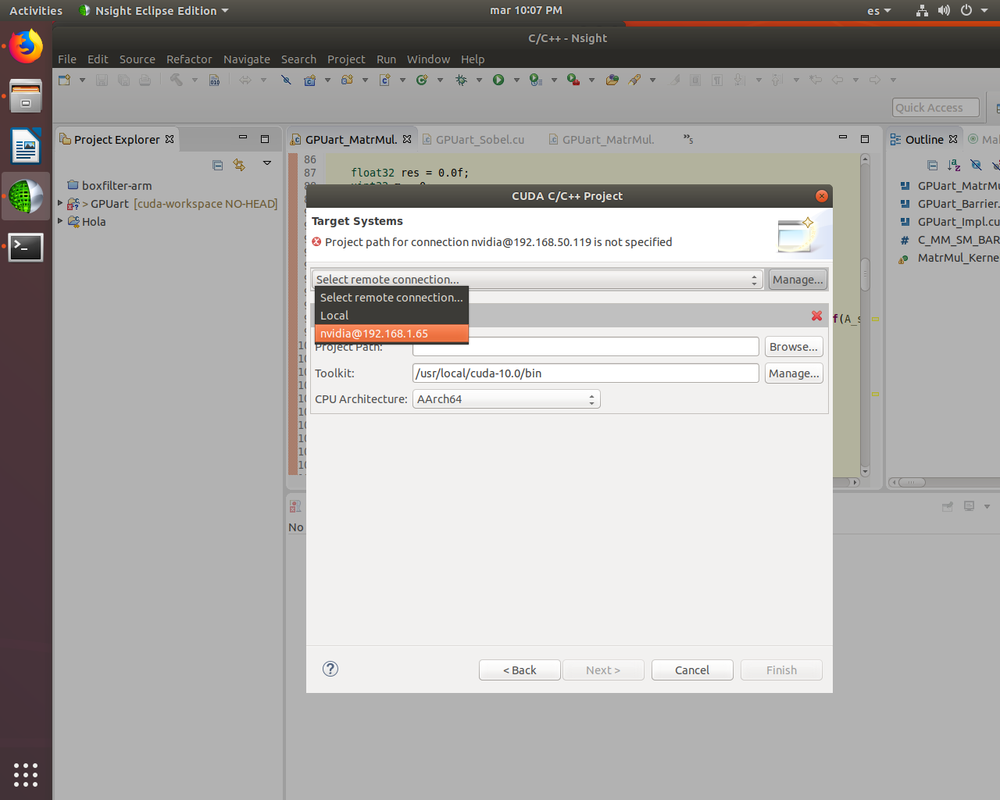 Activities
Nsight Eclipse Edition
mar 10:07 PM
es
C/C++ - Nsight
File Edit Source Refactor Navigate Search Project Run Window Help
Quick Access
Project Explorer
GPUart_MatrMul.
GPUart_Sobel.cu
GPUart_MatrMul.
»5
Outline
boxfilter-arm
> GPUart [cuda-workspace NO-HEAD]
Hola
86
87 float32 res = 0.0f;
CUDA C/C++ Project
Target Systems
Project path for connection nvidia@192.168.50.119 is not specified
Select remote connection...
Manage...
Select remote connection...
Local
nvidia@192.168.1.65
Project Path:
Browse...
Toolkit:
/usr/local/cuda-10.0/bin
Manage...
CPU Architecture:
AArch64
< Back
Next >
Cancel
Finish
f(A_s
GPUart_MatrMu
GPUart_Barrier.
GPUart_Impl.cu
C_MM_SM_BAR
MatrMul_Kerne
No